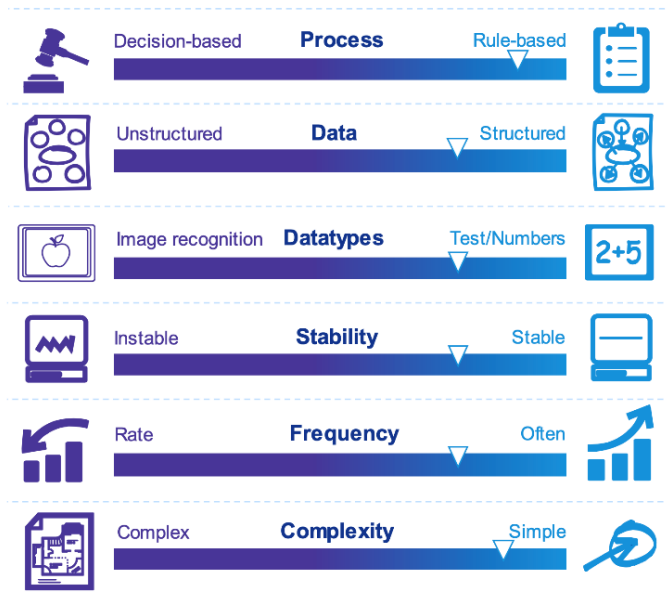 Decision-based Process Rule-based
Unstructured Data Structured
Image recognition Datatypes Test/Numbers
2+5
Instable Stability Stable
Rate Frequency Often
Complex Complexity Simple